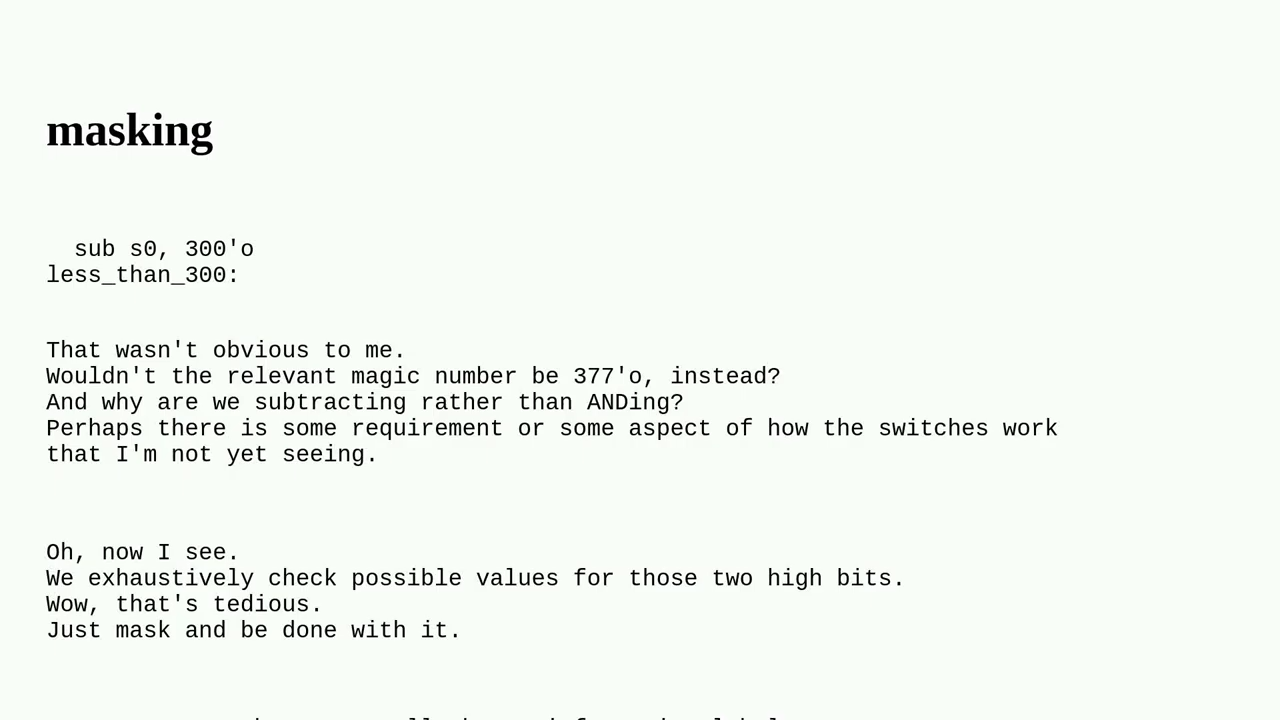 masking
sub s0, 300'o
less_than_300:
That wasn't obvious to me.
Wouldn't the relevant magic number be 377'o, instead?
And why are we subtracting rather than ANDing?
Perhaps there is some requirement or some aspect of how the switches work
that I'm not yet seeing.
Oh, now I see.
We exhaustively check possible values for those two high bits.
Wow, that's tedious.
Just mask and be done with it.